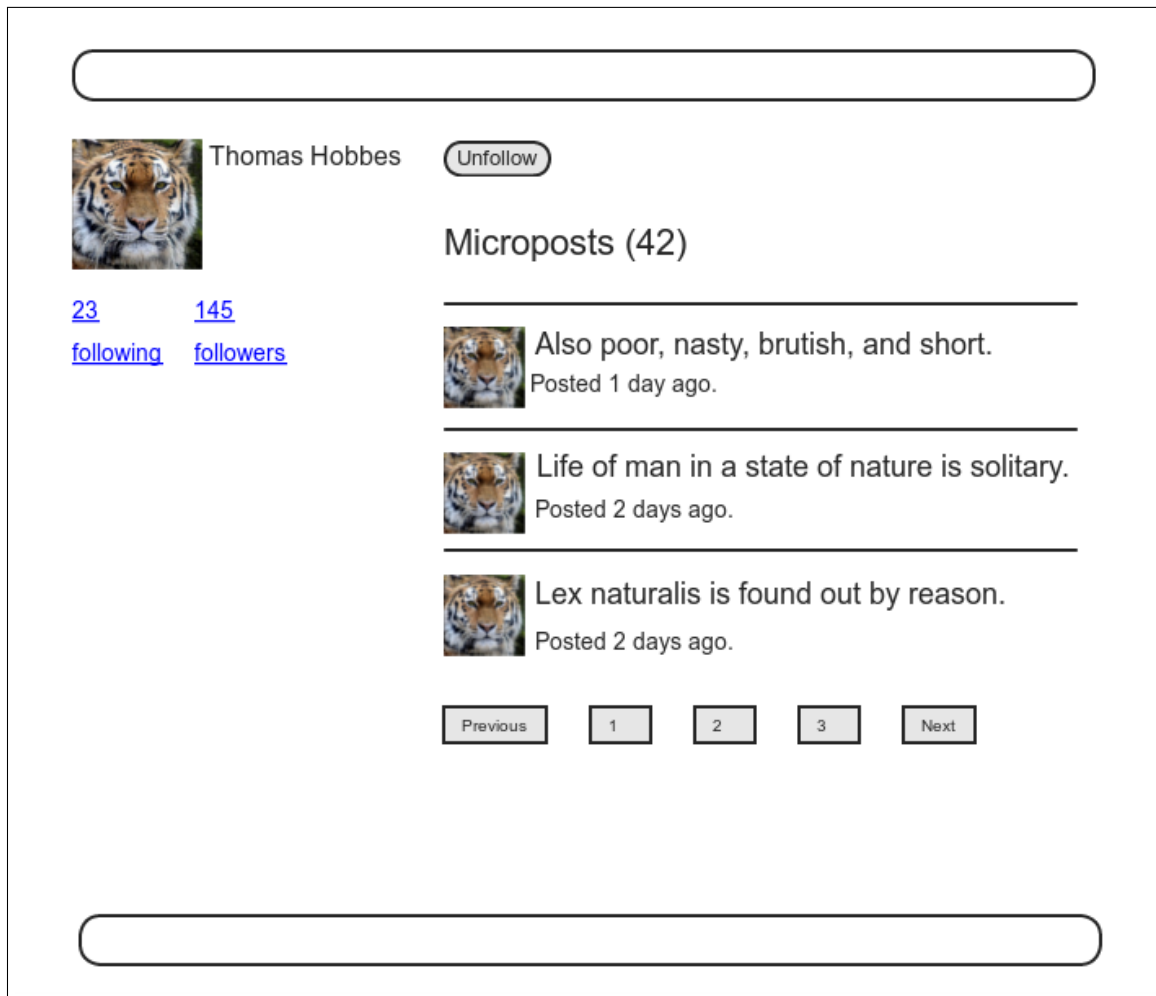 Thomas Hobbes
Unfollow
Microposts (42)
23
145
following
followers
Also poor, nasty, brutish, and short.
Posted 1 day ago.
Life of man in a state of nature is solitary.
Posted 2 days ago.
Lex naturalis is found out by reason.
Posted 2 days ago.
Previous
1
2
3
Next